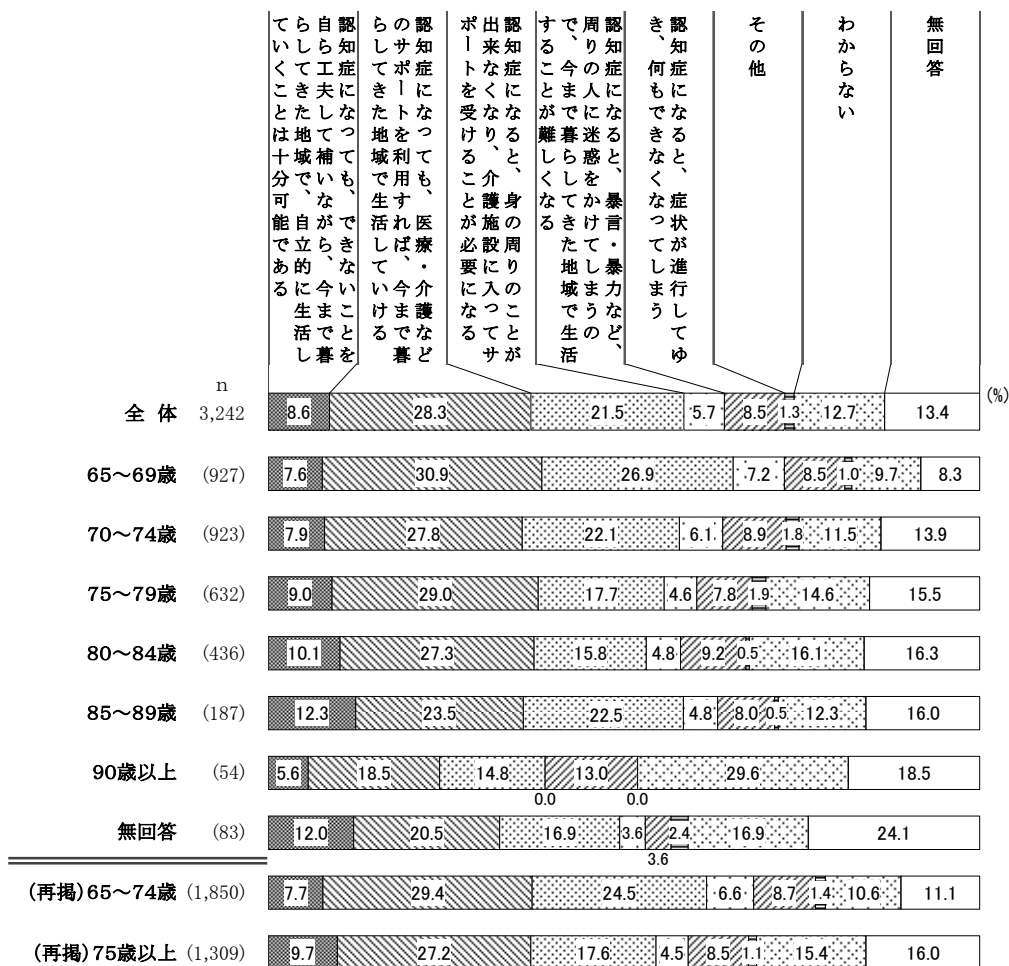 認知症になっても、できないことを
自ら工夫して補いながら、今まで暮
らしてきた地域で、自立的に生活し
ていくことは十分可能である
認知症になっても、医療・介護など
のサポートを利用すれば、今まで暮
らしてきた地域で生活していける
認知症になると、身の周りのことが
出来なくなり、介護施設に入ってサ
ポートを受けることが必要になる
認知症になると、暴言・暴力など、
周りの人に迷惑をかけてしまうの
で、今まで暮らしてきた地域で生活
することが難しくなる
認知症になると、症状が進行してゆ
き、何もできなくなってしまう
その他
わからない
無回答
n
(%)
全 体 3,242 8.6 28.3 21.5 5.7 8.5 1.3 12.7 13.4
65～69歳 (927) 7.6 30.9 26.9 7.2 8.5 1.0 9.7 8.3
70～74歳 (923) 7.9 27.8 22.1 6.1 8.9 1.8 11.5 13.9
75～79歳 (632) 9.0 29.0 17.7 4.6 7.8 1.9 14.6 15.5
80～84歳 (436) 10.1 27.3 15.8 4.8 9.2 0.5 16.1 16.3
85～89歳 (187) 12.3 23.5 22.5 4.8 8.0 0.5 12.3 16.0
90歳以上 (54) 5.6 18.5 14.8 13.0 29.6 18.5
0.0 0.0
無回答 (83) 12.0 20.5 16.9 3.6 2.4 16.9 24.1
3.6
(再掲)65～74歳 (1,850) 7.7 29.4 24.5 6.6 8.7 1.4 10.6 11.1
(再掲)75歳以上 (1,309) 9.7 27.2 17.6 4.5 8.5 1.1 15.4 16.0